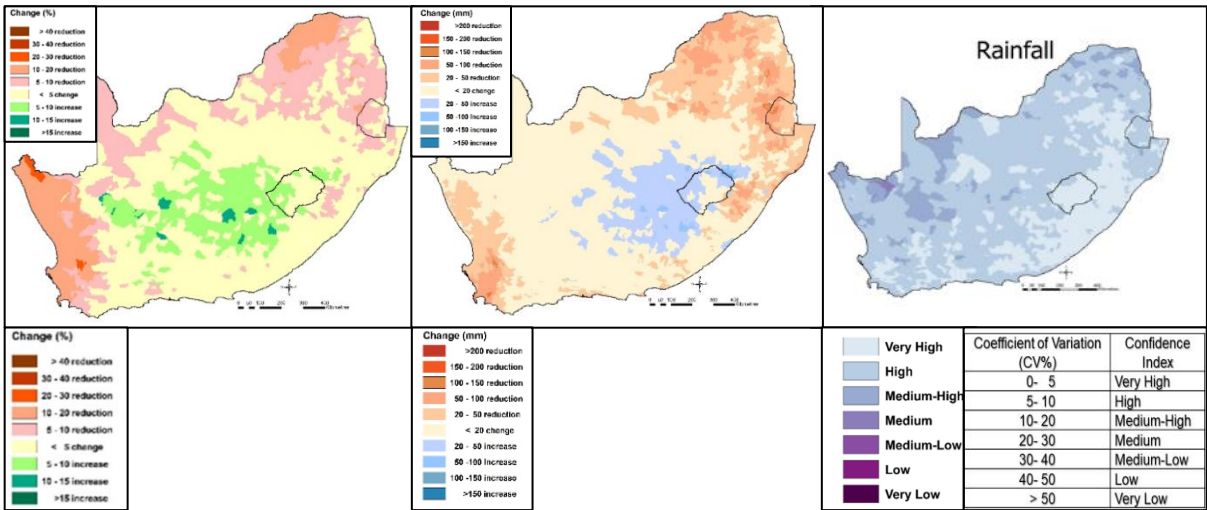 Change (%)
> 40 reduction
30 - 40 reduction
20 - 30 reduction
10 - 20 reduction
5 - 10 reduction
< 5 change
5 - 10 increase
10 - 15 increase
>15 increase
Change (mm)
>200 reduction
150 - 200 reduction
100 - 150 reduction
50 - 100 reduction
20 - 50 reduction
< 20 change
20 - 50 increase
50 - 100 increase
100 -150 increase
>150 increase
Rainfall
Change (%)
> 40 reduction
30 - 40 reduction
20 - 30 reduction
10 - 20 reduction
5 - 10 reduction
< 5 change
5 - 10 increase
10 - 15 increase
>15 increase
Change (mm)
>200 reduction
150 - 200 reduction
100 - 150 reduction
50 - 100 reduction
20 - 50 reduction
< 20 change
20 - 50 increase
50 - 100 increase
100 -150 increase
>150 increase
Very High
High
Medium-High
Medium
Medium-Low
Low
Very Low
Coefficient of Variation (CV%) Confidence Index
0- 5 Very High
5- 10 High
10- 20 Medium-High
20- 30 Medium
30- 40 Medium-Low
40- 50 Low
> 50 Very Low